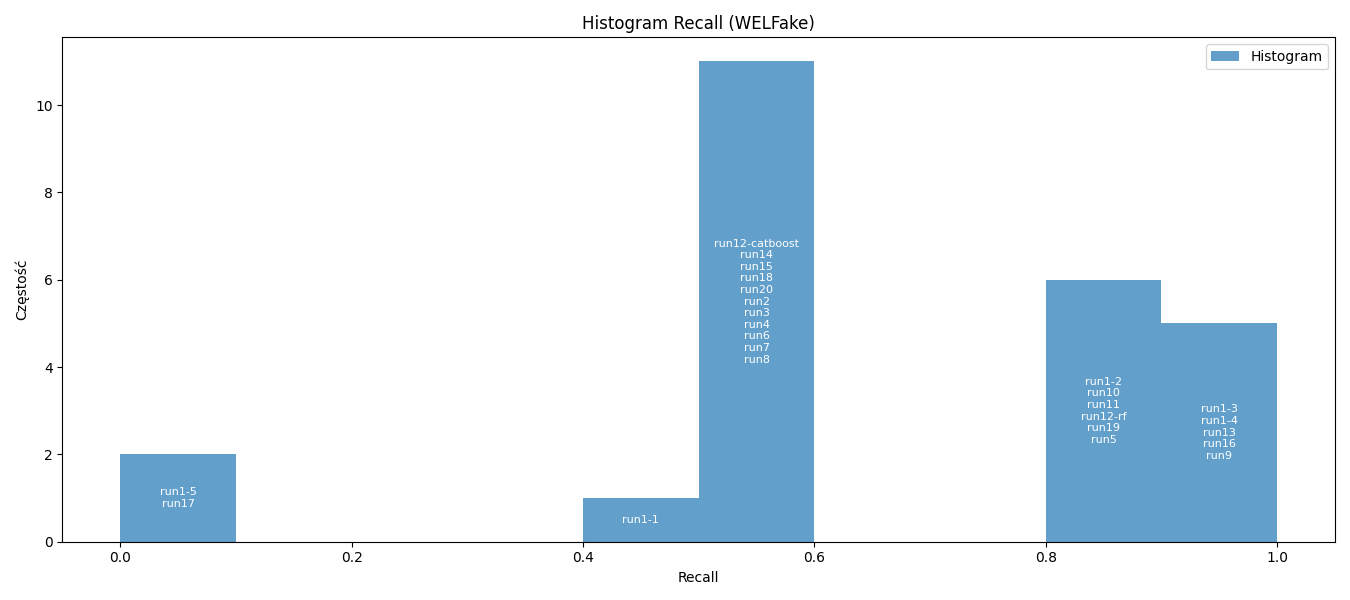 Histogram Recall (WELFake)
Histogram
Częstość
10
8
6
4
2
0
run1-5
run17
run1-1
run12-catboost
run14
run15
run18
run20
run2
run3
run4
run6
run7
run8
run1-2
run10
run11
run12-rf
run19
run5
run1-3
run1-4
run13
run16
run9
0.0 0.2 0.4 0.6 0.8 1.0
Recall